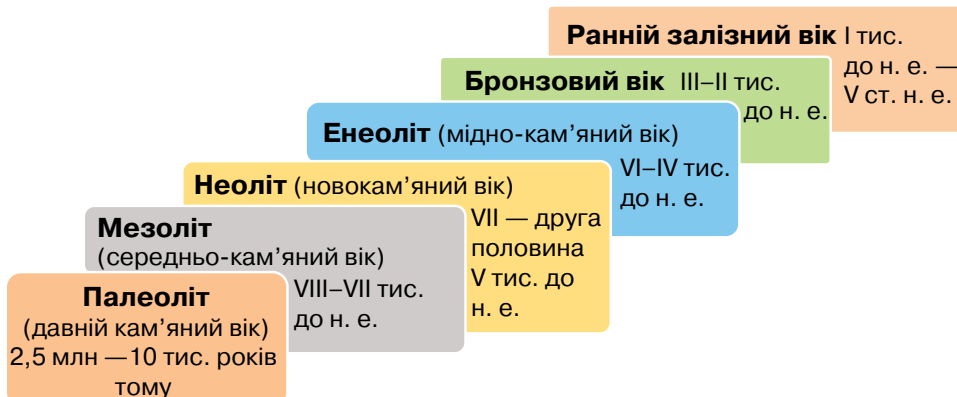 Ранній залізний вік І тис.
до н. е. —
V ст. н. е.
Бронзовий вік ІІІ–ІІ тис.
до н. е.
Енеоліт (мідно-кам’яний вік)
VI–IV тис.
до н. е.
Неоліт (новокам’яний вік)
VII — друга
половина
V тис. до
н. е.
Мезоліт
(середньо-кам’яний вік)
VIII–VII тис.
до н. е.
Палеоліт
(давній кам’яний вік)
2,5 млн —10 тис. років
тому